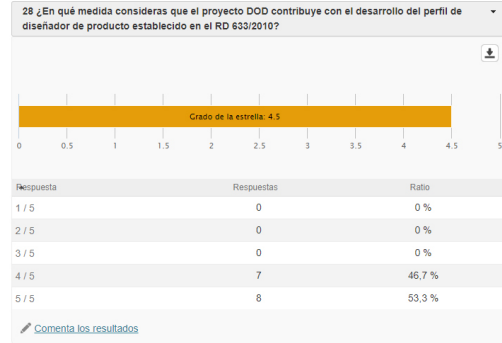 28 ¿En qué medida consideras que el proyecto DOD contribuye con el desarrollo del perfil de
diseñador de producto establecido en el RD 633/2010?
Grado de la estrella: 4.5
0 0.5 1 1.5 2 2.5 3 3.5 4 4.5 5
Respuesta Respuestas Ratio
1 / 5 0 0 %
2 / 5 0 0 %
3 / 5 0 0 %
4 / 5 7 46,7 %
5 / 5 8 53,3 %
Comenta los resultados